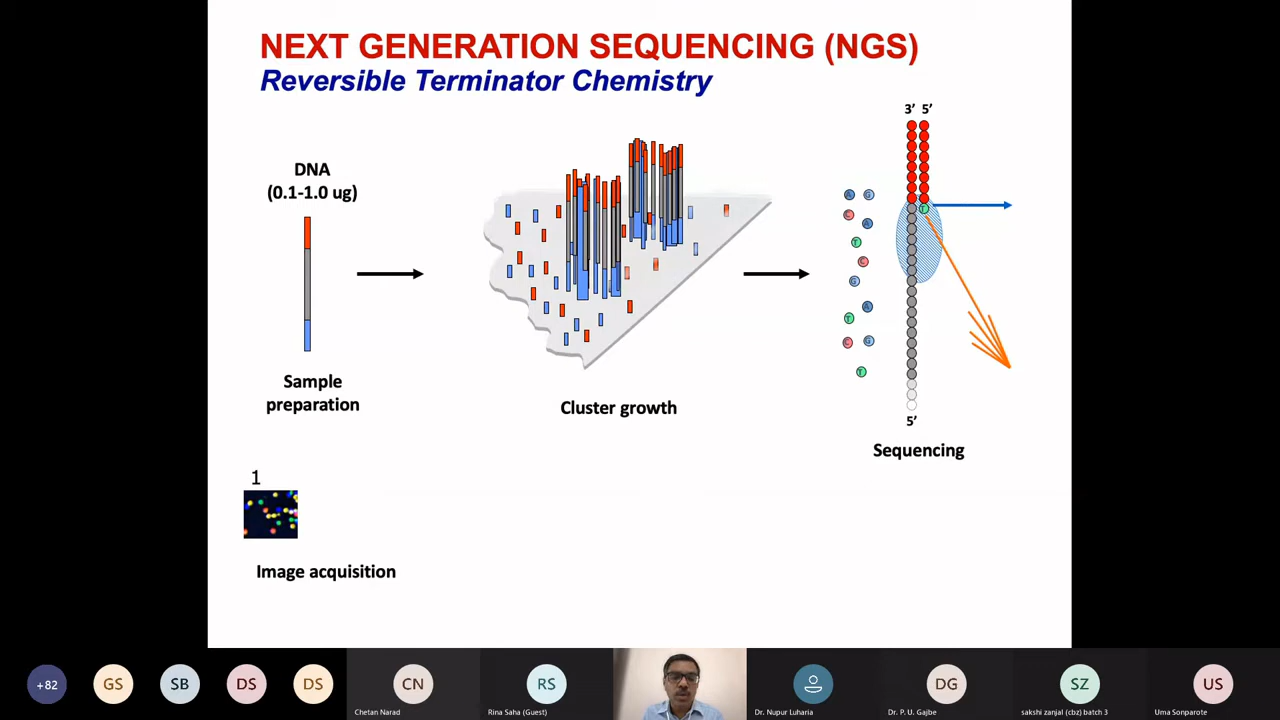 NEXT GENERATION SEQUENCING (NGS)
Reversible Terminator Chemistry
DNA
(0.1-1.0 ug)
Sample
preparation
Cluster growth
3’ 5’
A G
C
A
T
C
G
A
T
C G
T
T
5’
Sequencing
1
Image acquisition
+82
GS
SB
DS
DS
CN
Chetan Narad
RS
Rina Saha (Guest)
Dr. Nupur Luharia
DG
Dr. P. U. Gajbe
SZ
sakshi zanjal (cbz) batch 3
US
Uma Sonparote